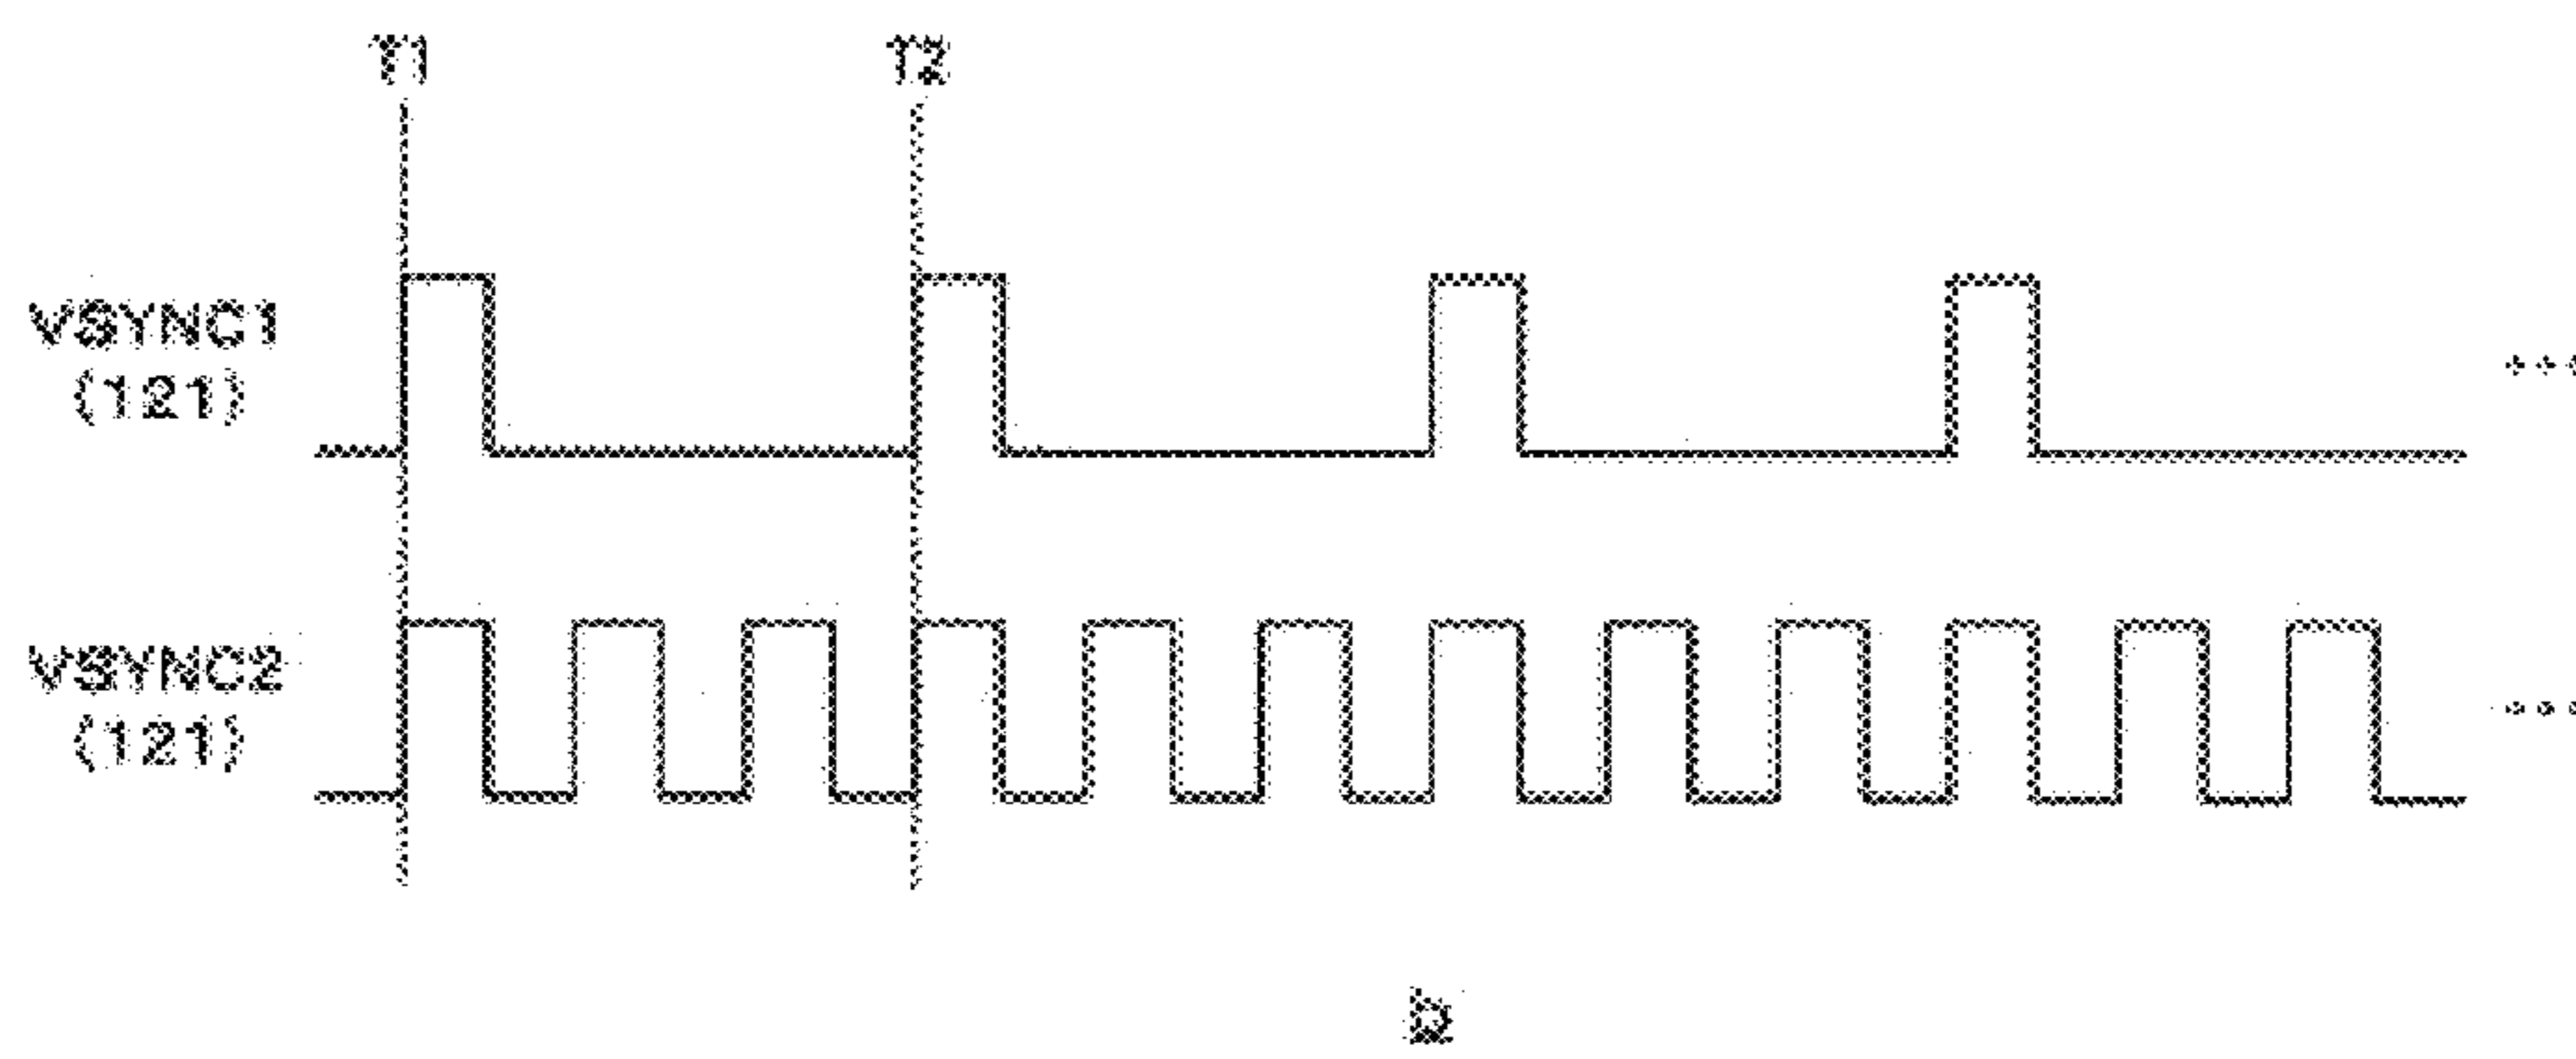 T1
T2
VSYNC1
(121)
...
VSYNC2
(121)
...
b